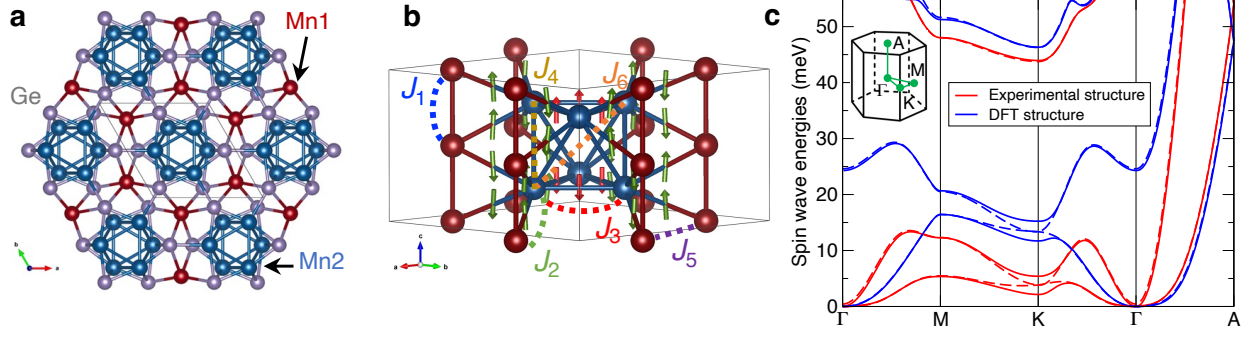 a
Mn1
Ge
Mn2
b
a
b
J1
J4
J6
J2
J3
J5
c
a
b
c
Spin wave energies (meV)
50
40
30
20
10
0
A
M
Γ
K
Experimental structure
DFT structure
Γ
M
K
Γ
A